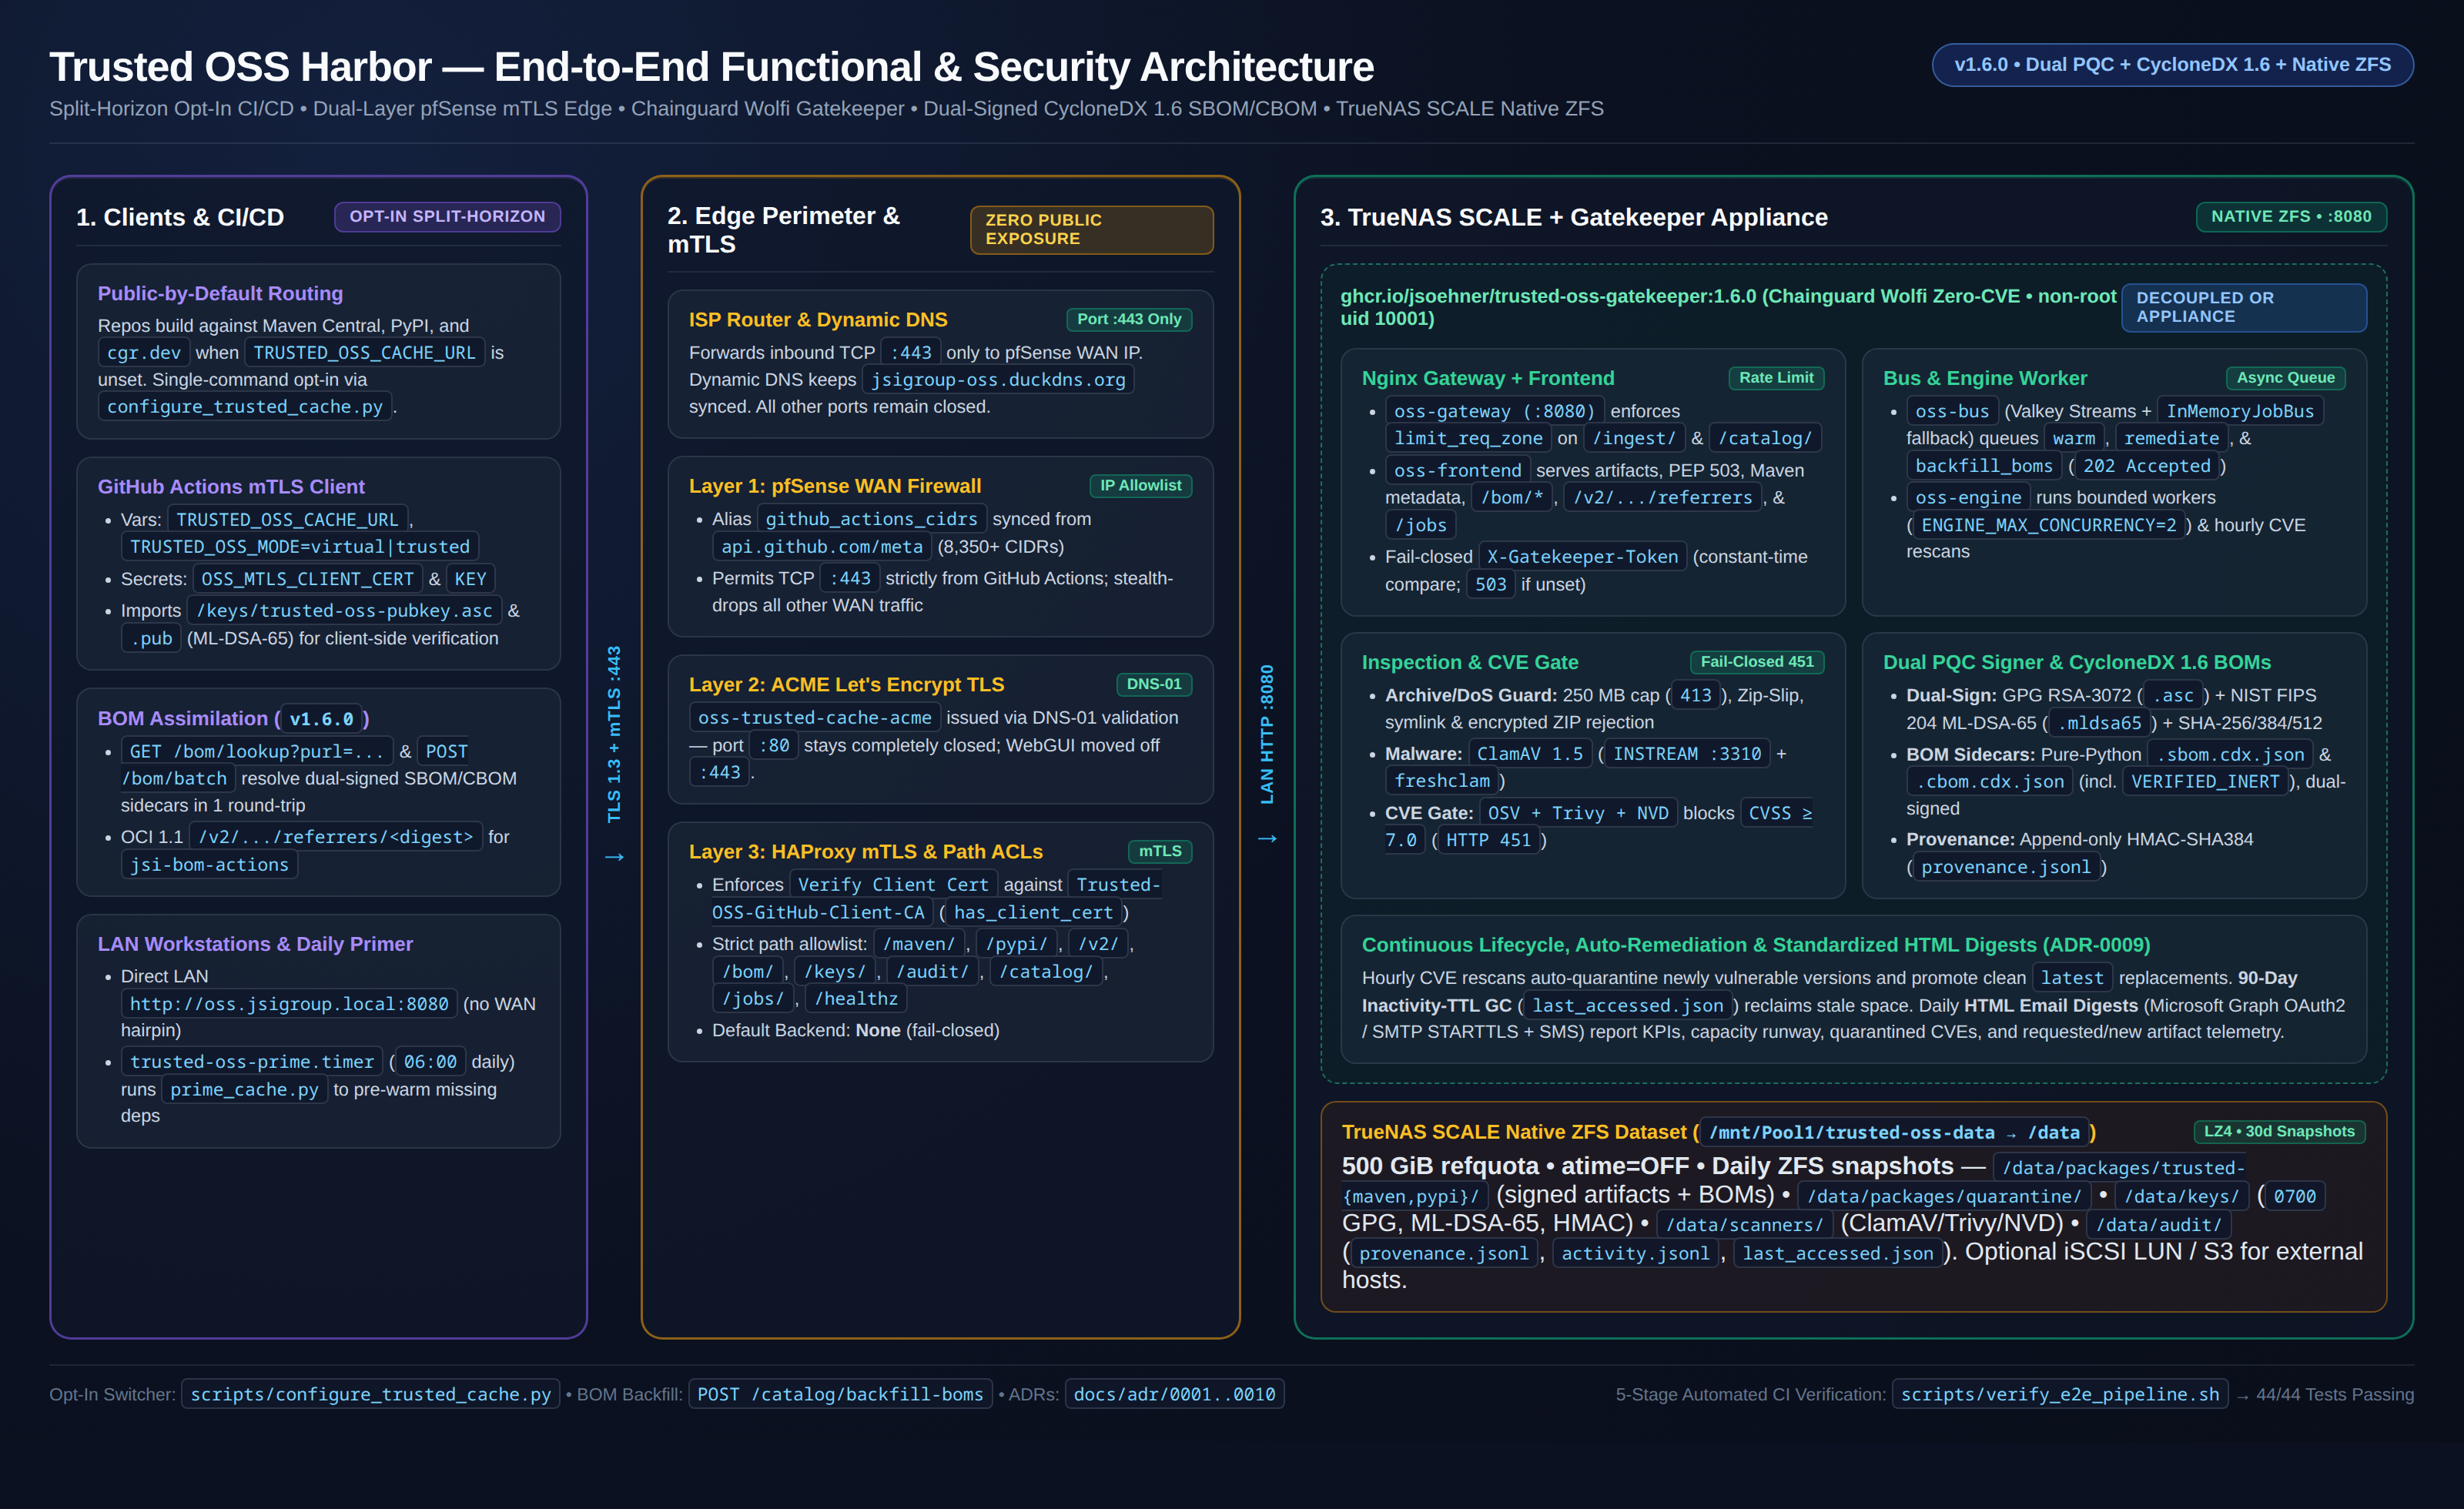 Trusted OSS Harbor — End-to-End Functional & Security Architecture
v1.6.0 • Dual PQC + CycloneDX 1.6 + Native ZFS
Split-Horizon Opt-In CI/CD • Dual-Layer pfSense mTLS Edge • Chainguard Wolfi Gatekeeper • Dual-Signed CycloneDX 1.6 SBOM/CBOM • TrueNAS SCALE Native ZFS
1. Clients & CI/CD
OPT-IN SPLIT-HORIZON
Public-by-Default Routing
Repos build against Maven Central, PyPI, and
cgr.dev when TRUSTED_OSS_CACHE_URL is
unset. Single-command opt-in via
configure_trusted_cache.py.
GitHub Actions mTLS Client
• Vars: TRUSTED_OSS_CACHE_URL,
TRUSTED_OSS_MODE=virtual|trusted
• Secrets: OSS_MTLS_CLIENT_CERT & KEY
• Imports /keys/trusted-oss-pubkey.asc &
.pub (ML-DSA-65) for client-side verification
BOM Assimilation (v1.6.0)
• GET /bom/lookup?purl=... & POST
/bom/batch resolve dual-signed SBOM/CBOM
sidecars in 1 round-trip
• OCI 1.1 /v2/.../referrers/<digest> for
jsi-bom-actions
LAN Workstations & Daily Primer
• Direct LAN
http://oss.jsigroup.local:8080 (no WAN
hairpin)
• trusted-oss-prime.timer (06:00 daily)
runs prime_cache.py to pre-warm missing
deps
TLS 1.3 + mTLS :443
→
2. Edge Perimeter &
mTLS
ZERO PUBLIC
EXPOSURE
ISP Router & Dynamic DNS
Port :443 Only
Forwards inbound TCP :443 only to pfSense WAN IP.
Dynamic DNS keeps jsigroup-oss.duckdns.org
synced. All other ports remain closed.
Layer 1: pfSense WAN Firewall
IP Allowlist
• Alias github_actions_cidrs synced from
api.github.com/meta (8,350+ CIDRs)
• Permits TCP :443 strictly from GitHub Actions; stealth-
drops all other WAN traffic
Layer 2: ACME Let's Encrypt TLS
DNS-01
oss-trusted-cache-acme issued via DNS-01 validation
— port :80 stays completely closed; WebGUI moved off
:443.
Layer 3: HAProxy mTLS & Path ACLs
mTLS
• Enforces Verify Client Cert against Trusted-
OSS-GitHub-Client-CA (has_client_cert)
• Strict path allowlist: /maven/, /pypi/, /v2/,
/bom/, /keys/, /audit/, /catalog/,
/jobs/, /healthz
• Default Backend: None (fail-closed)
LAN HTTP :8080
→
3. TrueNAS SCALE + Gatekeeper Appliance
NATIVE ZFS • :8080
ghcr.io/jsoehner/trusted-oss-gatekeeper:1.6.0 (Chainguard Wolfi Zero-CVE • non-root
uid 10001)
DECOUPLED OR
APPLIANCE
Nginx Gateway + Frontend
Rate Limit
• oss-gateway (:8080) enforces
limit_req_zone on /ingest/ & /catalog/
• oss-frontend serves artifacts, PEP 503, Maven
metadata, /bom/*, /v2/.../referrers, &
/jobs
• Fail-closed X-Gatekeeper-Token (constant-time
compare; 503 if unset)
Bus & Engine Worker
Async Queue
• oss-bus (Valkey Streams + InMemoryJobBus
fallback) queues warm, remediate, &
backfill_boms (202 Accepted)
• oss-engine runs bounded workers
(ENGINE_MAX_CONCURRENCY=2) & hourly CVE
rescans
Inspection & CVE Gate
Fail-Closed 451
• Archive/DoS Guard: 250 MB cap (413), Zip-Slip,
symlink & encrypted ZIP rejection
• Malware: ClamAV 1.5 (INSTREAM :3310 +
freshclam)
• CVE Gate: OSV + Trivy + NVD blocks CVSS ≥
7.0 (HTTP 451)
Dual PQC Signer & CycloneDX 1.6 BOMs
• Dual-Sign: GPG RSA-3072 (.asc) + NIST FIPS
204 ML-DSA-65 (.mldsa65) + SHA-256/384/512
• BOM Sidecars: Pure-Python .sbom.cdx.json &
.cbom.cdx.json (incl. VERIFIED_INERT), dual-
signed
• Provenance: Append-only HMAC-SHA384
(provenance.jsonl)
Continuous Lifecycle, Auto-Remediation & Standardized HTML Digests (ADR-0009)
Hourly CVE rescans auto-quarantine newly vulnerable versions and promote clean latest replacements. 90-Day
Inactivity-TTL GC (last_accessed.json) reclaims stale space. Daily HTML Email Digests (Microsoft Graph OAuth2
/ SMTP STARTTLS + SMS) report KPIs, capacity runway, quarantined CVEs, and requested/new artifact telemetry.
TrueNAS SCALE Native ZFS Dataset (/mnt/Pool1/trusted-oss-data → /data)
LZ4 • 30d Snapshots
500 GiB refquota • atime=OFF • Daily ZFS snapshots — /data/packages/trusted-
{maven,pypi}/ (signed artifacts + BOMs) • /data/packages/quarantine/ • /data/keys/ (0700
GPG, ML-DSA-65, HMAC) • /data/scanners/ (ClamAV/Trivy/NVD) • /data/audit/
(provenance.jsonl, activity.jsonl, last_accessed.json). Optional iSCSI LUN / S3 for external
hosts.
Opt-In Switcher: scripts/configure_trusted_cache.py • BOM Backfill: POST /catalog/backfill-boms • ADRs: docs/adr/0001..0010
5-Stage Automated CI Verification: scripts/verify_e2e_pipeline.sh → 44/44 Tests Passing